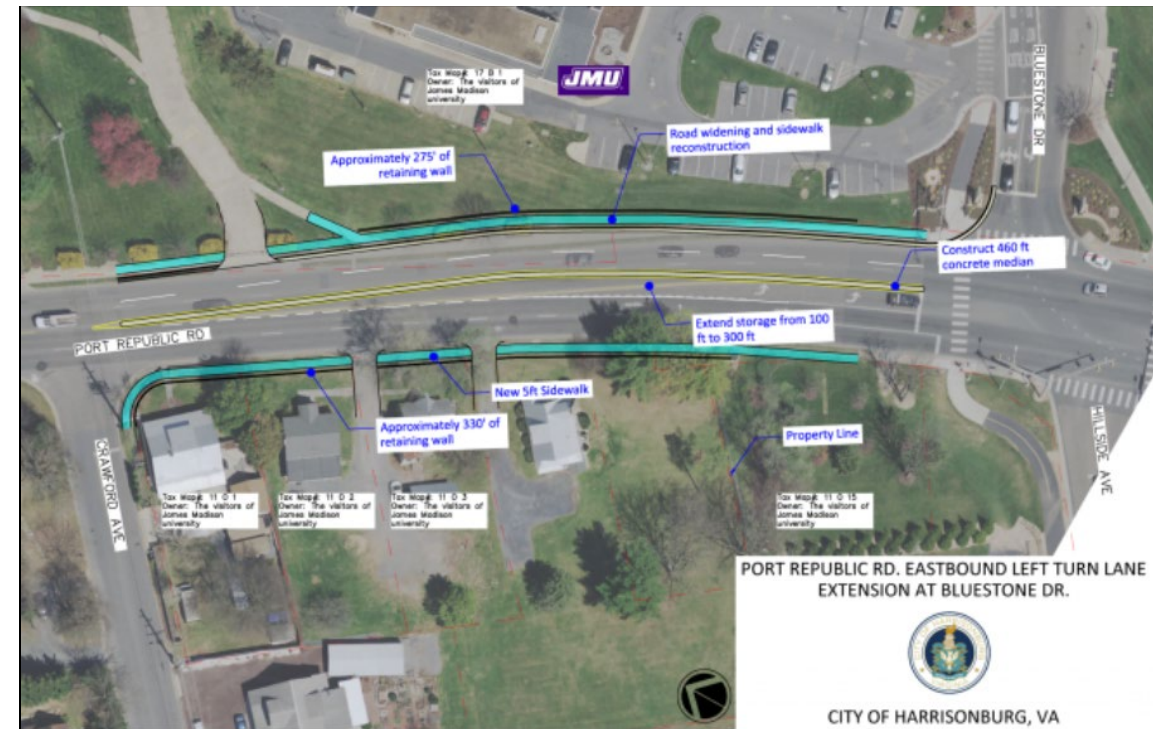 Tax Map#: 17 B 1
Owner: The visitors of
James Madison
university
JMU
BLUESTONE DR
Road widening and sidewalk
reconstruction
Approximately 275' of
retaining wall
Construct 460 ft
concrete median
Extend storage from 100
ft to 300 ft
PORT REPUBLIC RD
New 5ft Sidewalk
Approximately 330' of
retaining wall
Property Line
CRAWFORD AVE
HILLSIDE AVE
Tax Map#: 11 O 1
Owner: The visitors of
James Madison
university
Tax Map#: 11 O 2
Owner: The visitors of
James Madison
university
Tax Map#: 11 O 3
Owner: The visitors of
James Madison
university
Tax Map#: 11 O 15
Owner: The visitors of
James Madison
university
PORT REPUBLIC RD. EASTBOUND LEFT TURN LANE
EXTENSION AT BLUESTONE DR.
CITY OF HARRISONBURG, VA